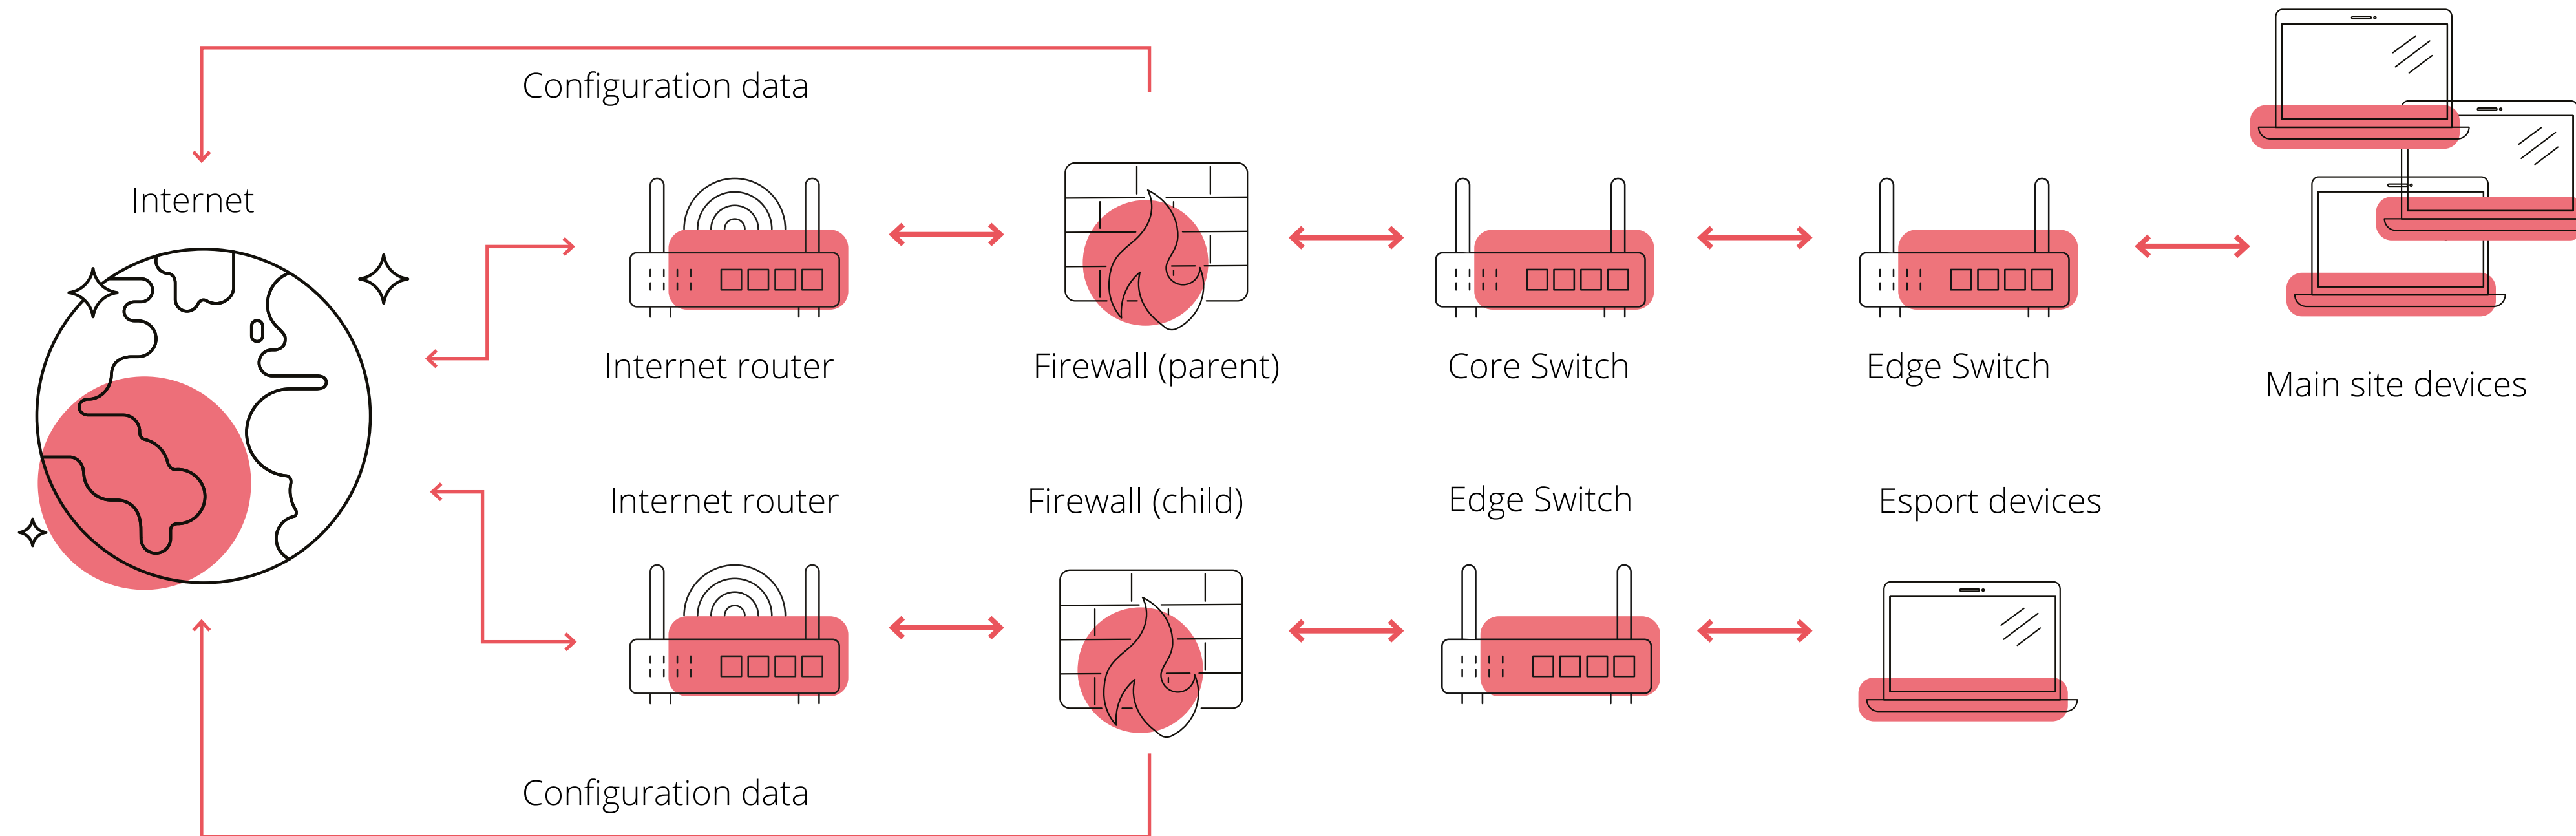 Configuration data
Internet
Internet router
Firewall (parent)
Core Switch
Edge Switch
Main site devices
Internet router
Firewall (child)
Edge Switch
Esport devices
Configuration data